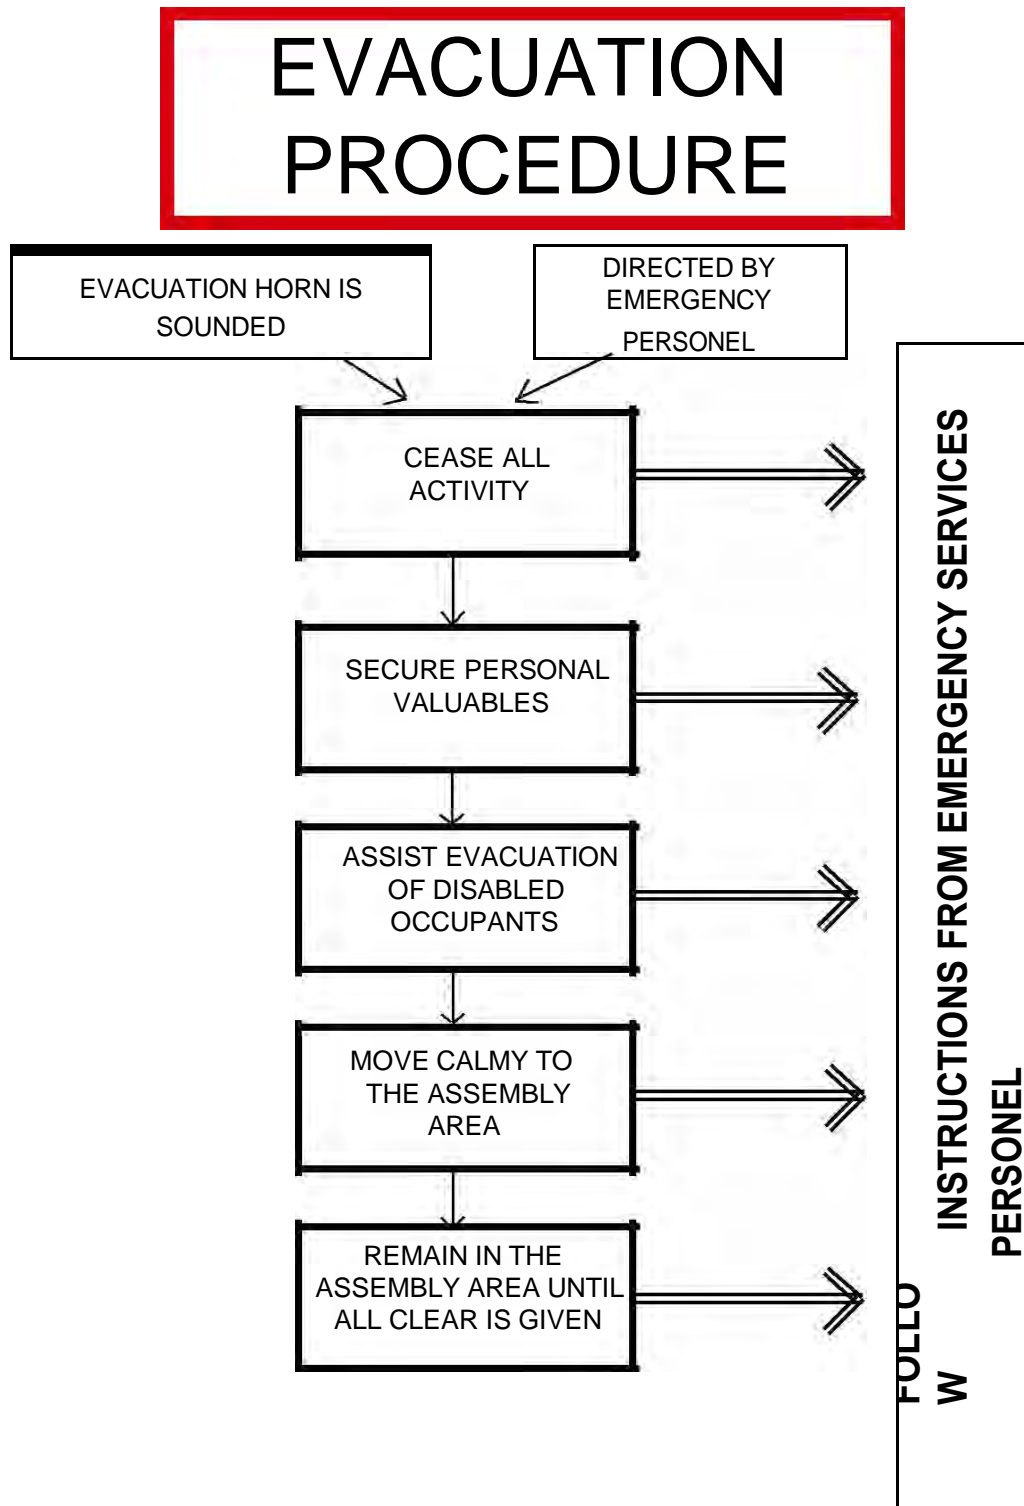 EVACUATION
PROCEDURE
EVACUATION HORN IS
SOUNDED
DIRECTED BY
EMERGENCY
PERSONEL
CEASE ALL
ACTIVITY
SECURE PERSONAL
VALUABLES
ASSIST EVACUATION
OF DISABLED
OCCUPANTS
MOVE CALMY TO
THE ASSEMBLY
AREA
REMAIN IN THE
ASSEMBLY AREA UNTIL
ALL CLEAR IS GIVEN
FOLLO
W INSTRUCTIONS FROM EMERGENCY SERVICES
PERSONEL